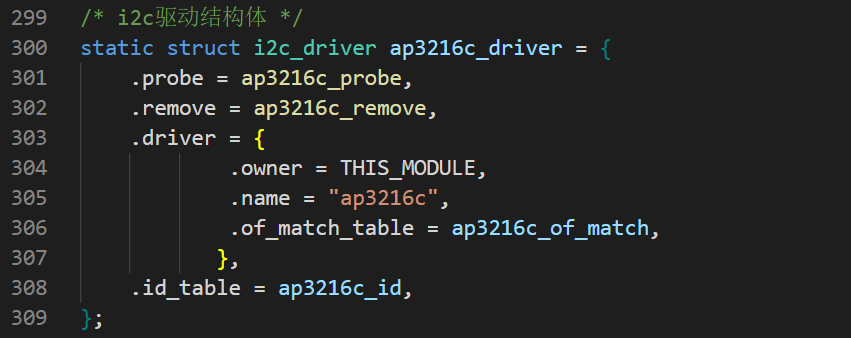 299 /* i2c驱动结构体 */
300 static struct i2c_driver ap3216c_driver = {
301     .probe = ap3216c_probe,
302     .remove = ap3216c_remove,
303     .driver = {
304             .owner = THIS_MODULE,
305             .name = "ap3216c",
306             .of_match_table = ap3216c_of_match,
307            },
308     .id_table = ap3216c_id,
309 };